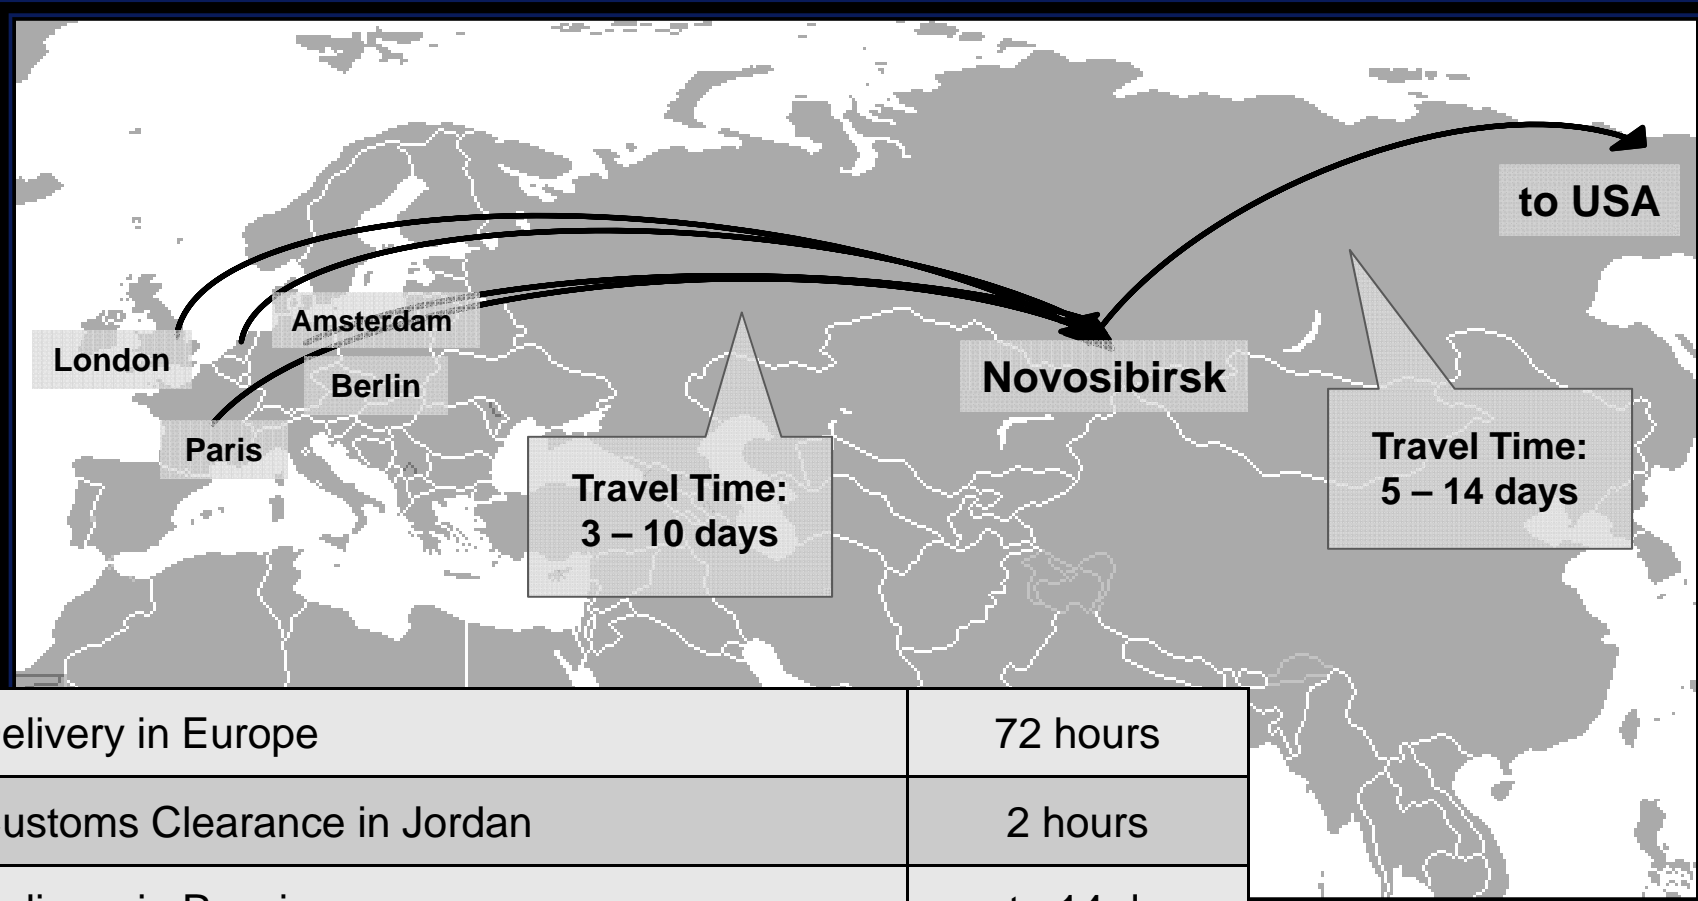 to USA
Amsterdam
London
Berlin
Novosibirsk
Paris
Travel Time:
5 – 14 days
Travel Time:
3 – 10 days
elivery in Europe 72 hours
ustoms Clearance in Jordan 2 hours